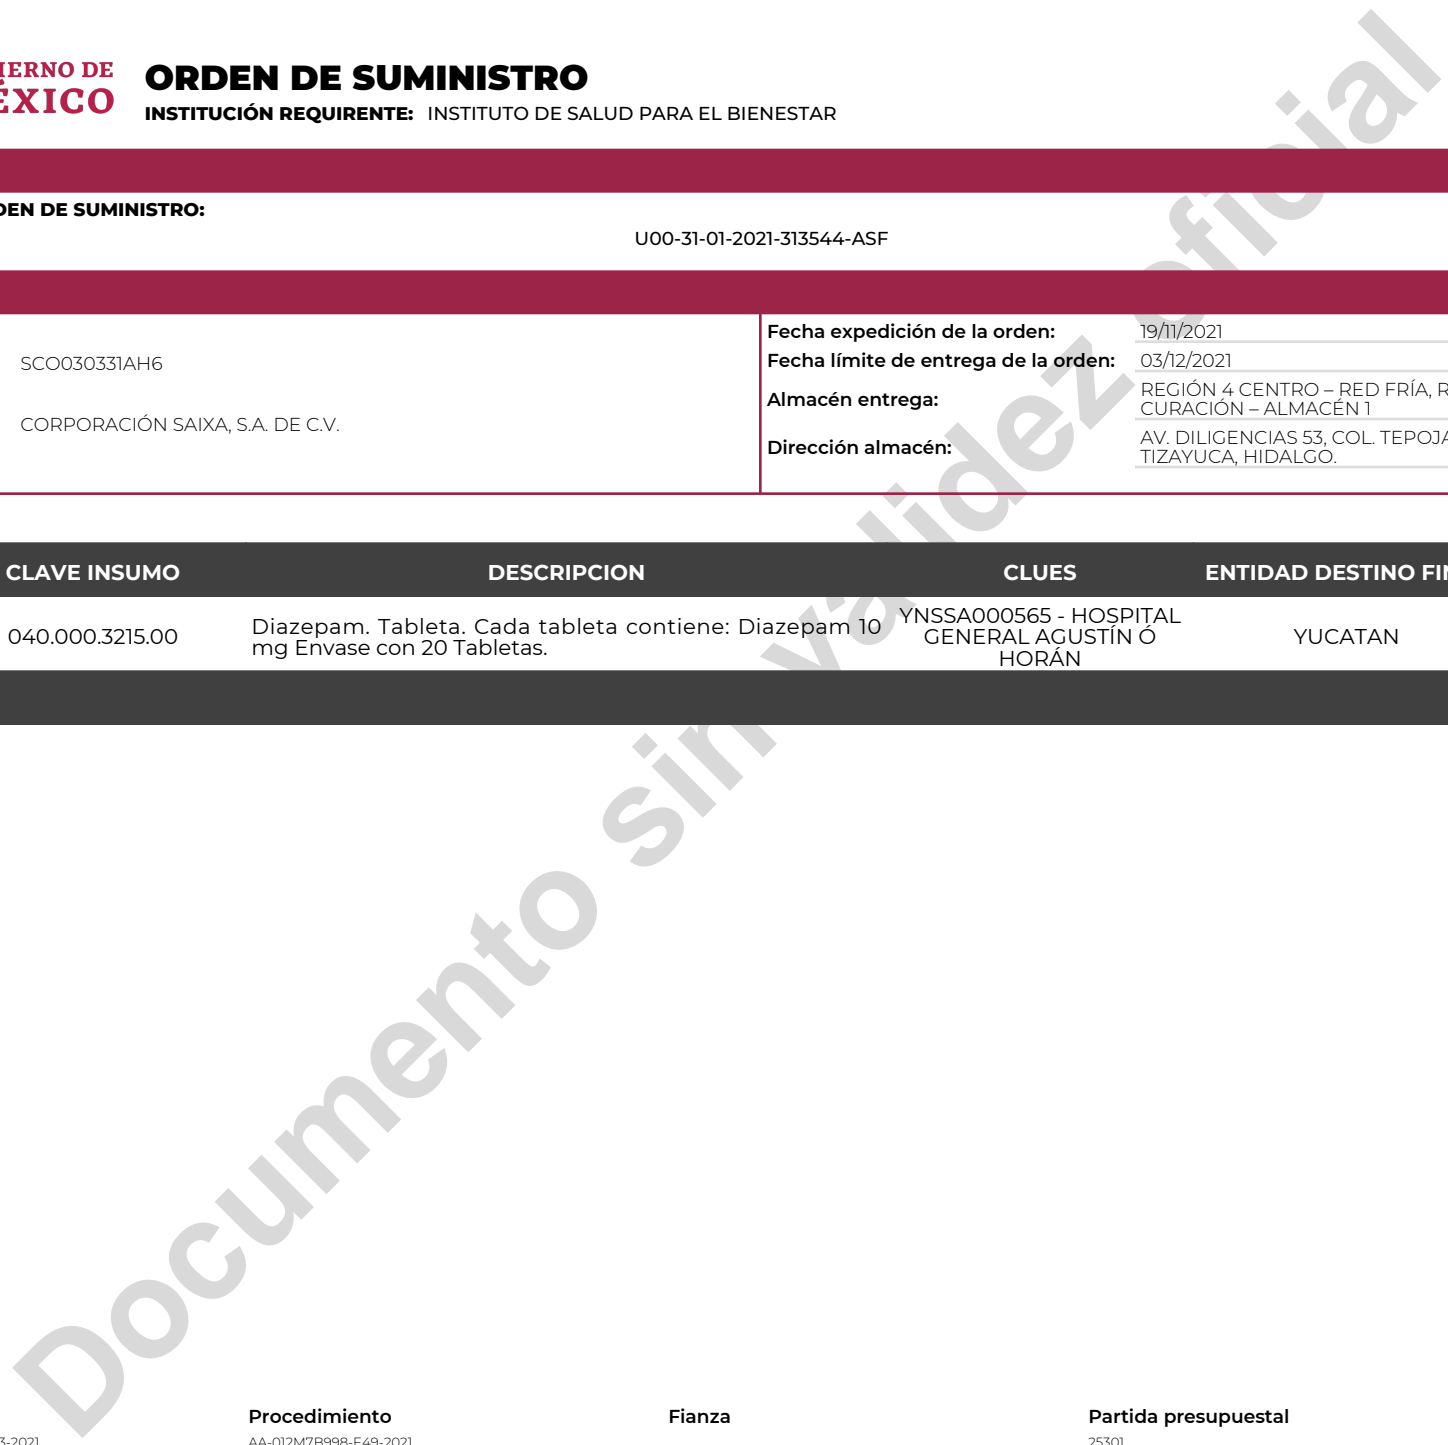 ORDEN DE SUMINISTRO
INSTITUCIÓN REQUIRENTE: INSTITUTO DE SALUD PARA EL BIENESTAR
DE
ÉXICO
DE SUMINISTRO:
U00-31-01-2021-313544-ASF
SCO030331AH6
CORPORACIÓN SAIXA, S.A. DE C.V.
Fecha expedición de la orden: 19/11/2021
Fecha límite de entrega de la orden: 03/12/2021
Almacén entrega: REGIÓN 4 CENTRO – RED FRÍA,
CURACIÓN – ALMACÉN 1
Dirección almacén: AV. DILIGENCIAS 53, COL.
TIZAYUCA, HIDALGO.
CLAVE INSUMO DESCRIPCION CLUES ENTIDAD DESTINO
040.000.3215.00
Diazepam. Tableta. Cada tableta contiene: Diazepam 10
mg Envase con 20 Tabletas.
YNSSA000565 - HOSPITAL
GENERAL AGUSTÍN Ó
HORÁN
YUCATAN
Documento sin validez oficial
Procedimiento Fianza Partida presupuestal
AA-012M7B998-E49-2021 25301